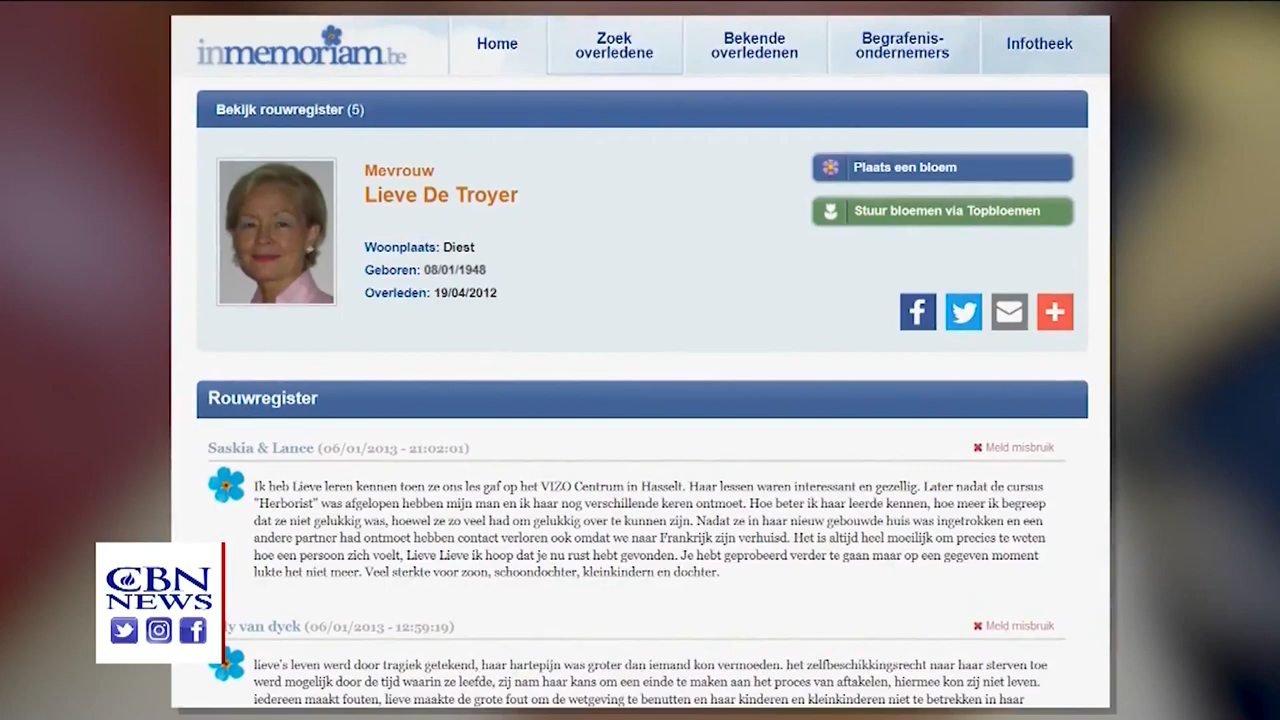 inmemoriam.be
Home
Zoek
overledene
Bekende
overledenen
Begrafenis-
ondernemers
Infotheek
Bekijk rouwregister (5)
Mevrouw
Lieve De Troyer
Woonplaats: Diest
Geboren: 08/01/1948
Overleden: 19/04/2012
Plaats een bloem
Stuur bloemen via Topbloemen
Rouwregister
Saskia & Lance (06/01/2013 - 21:02:01)
Meld misbruik
Ik heb Lieve leren kennen toen ze ons les gaf op het VIZO Centrum in Hasselt. Haar lessen waren interessant en gezellig. Later nadat de cursus
"Herborist" was afgelopen hebben mijn man en ik haar nog verschillende keren ontmoet. Hoe beter ik haar leerde kennen, hoe meer ik begreep
dat ze niet gelukkig was, hoewel ze zo veel had om gelukkig over te kunnen zijn. Nadat ze in haar nieuw gebouwde huis was ingetrokken en een
andere partner had ontmoet hebben contact verloren ook omdat we naar Frankrijk zijn verhuisd. Het is altijd heel moeilijk om precies te weten
hoe een persoon zich voelt, Lieve Lieve ik hoop dat je nu rust hebt gevonden. Je hebt geprobeerd verder te gaan maar op een gegeven moment
lukte het niet meer. Veel sterkte voor zoon, schoondochter, kleinkindern en dochter.
van dyck (06/01/2013 - 12:59:19)
Meld misbruik
lieve's leven werd door tragiek getekend, haar hartepijn was groter dan iemand kon vermoeden. het zelfbeschikkingsrecht naar haar sterven toe
werd mogelijk door de tijd waarin ze leefde, zij nam haar kans om een einde te maken aan het proces van aftakelen, hiermee kon zij niet leven.
iedereen maakt fouten, lieve maakte de grote fout om de wetgeving te benutten en haar kinderen en kleinkinderen niet te betrekken in haar
CBN
NEWS